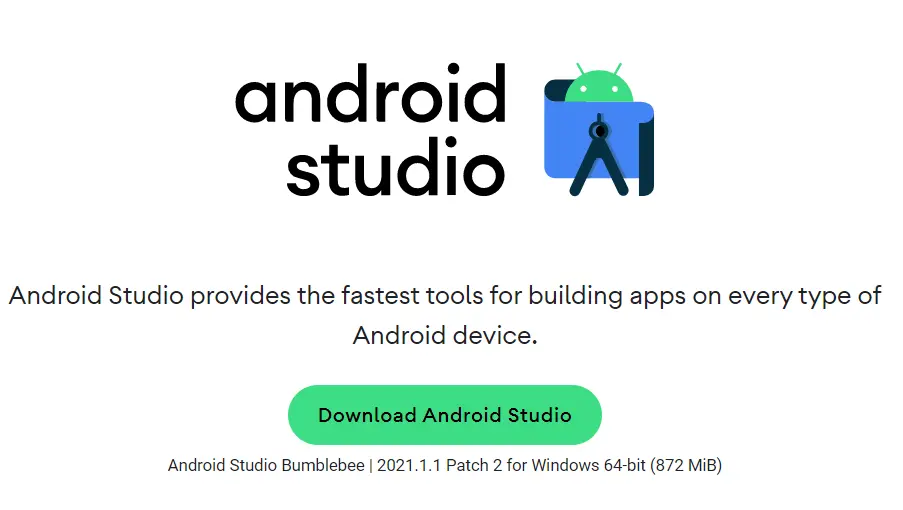 android
studio
Android Studio provides the fastest tools for building apps on every type of
Android device.
Download Android Studio
Android Studio Bumblebee | 2021.1.1 Patch 2 for Windows 64-bit (872 MiB)